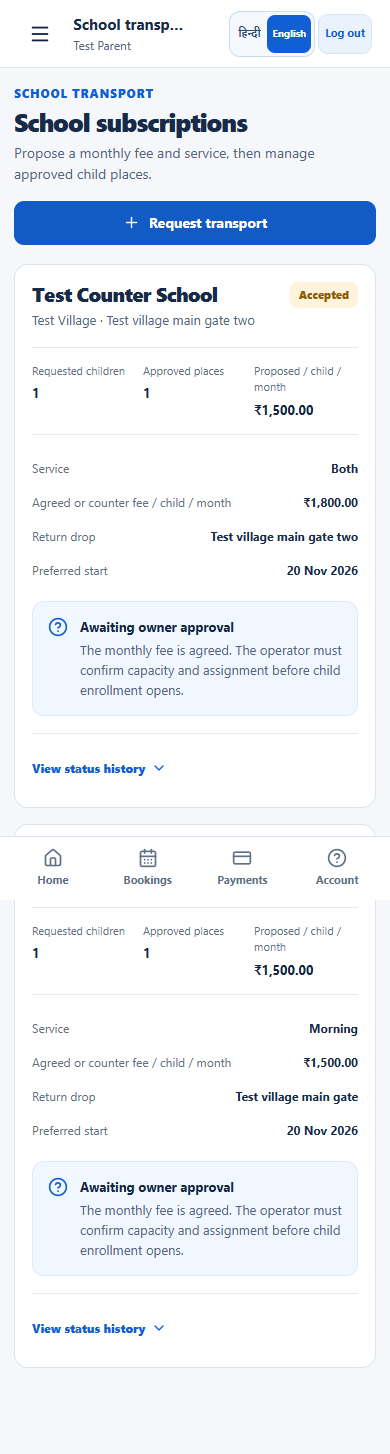 School transp...
Test Parent
हिन्दी
English
Log out
SCHOOL TRANSPORT
School subscriptions
Propose a monthly fee and service, then manage
approved child places.
+ Request transport
Test Counter School
Accepted
Test Village · Test village main gate two
Requested children
1
Approved places
1
Proposed / child /
month
₹1,500.00
Service
Both
Agreed or counter fee / child / month
₹1,800.00
Return drop
Test village main gate two
Preferred start
20 Nov 2026
Awaiting owner approval
The monthly fee is agreed. The operator must
confirm capacity and assignment before child
enrollment opens.
View status history
Home
Bookings
Payments
Account
Requested children
1
Approved places
1
Proposed / child /
month
₹1,500.00
Service
Morning
Agreed or counter fee / child / month
₹1,500.00
Return drop
Test village main gate
Preferred start
20 Nov 2026
Awaiting owner approval
The monthly fee is agreed. The operator must
confirm capacity and assignment before child
enrollment opens.
View status history